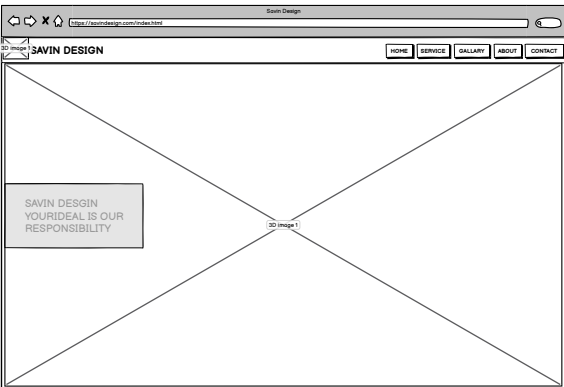 Savin Design
https://savindesign.com/index.html
3D image 1
SAVIN DESIGN
HOME
SERVICE
GALLARY
ABOUT
CONTACT
SAVIN DESGIN
YOURIDEAL IS OUR
RESPONSIBILITY
3D image 1